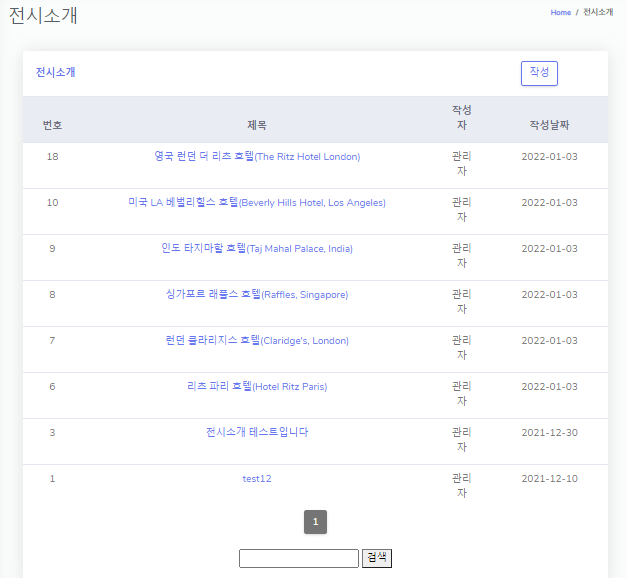 전시소개
Home / 전시소개
전시소개
작성
번호 제목 작성자 작성날짜
18 영국 런던 더 리츠 호텔(The Ritz Hotel London) 관리자 2022-01-03
10 미국 LA 베벌리힐스 호텔(Beverly Hills Hotel, Los Angeles) 관리자 2022-01-03
9 인도 타지마할 호텔(Taj Mahal Palace, India) 관리자 2022-01-03
8 싱가포르 래플스 호텔(Raffles, Singapore) 관리자 2022-01-03
7 런던 클라리지스 호텔(Claridge's, London) 관리자 2022-01-03
6 리츠 파리 호텔(Hotel Ritz Paris) 관리자 2022-01-03
3 전시소개 테스트입니다 관리자 2021-12-30
1 test12 관리자 2021-12-10
1
검색